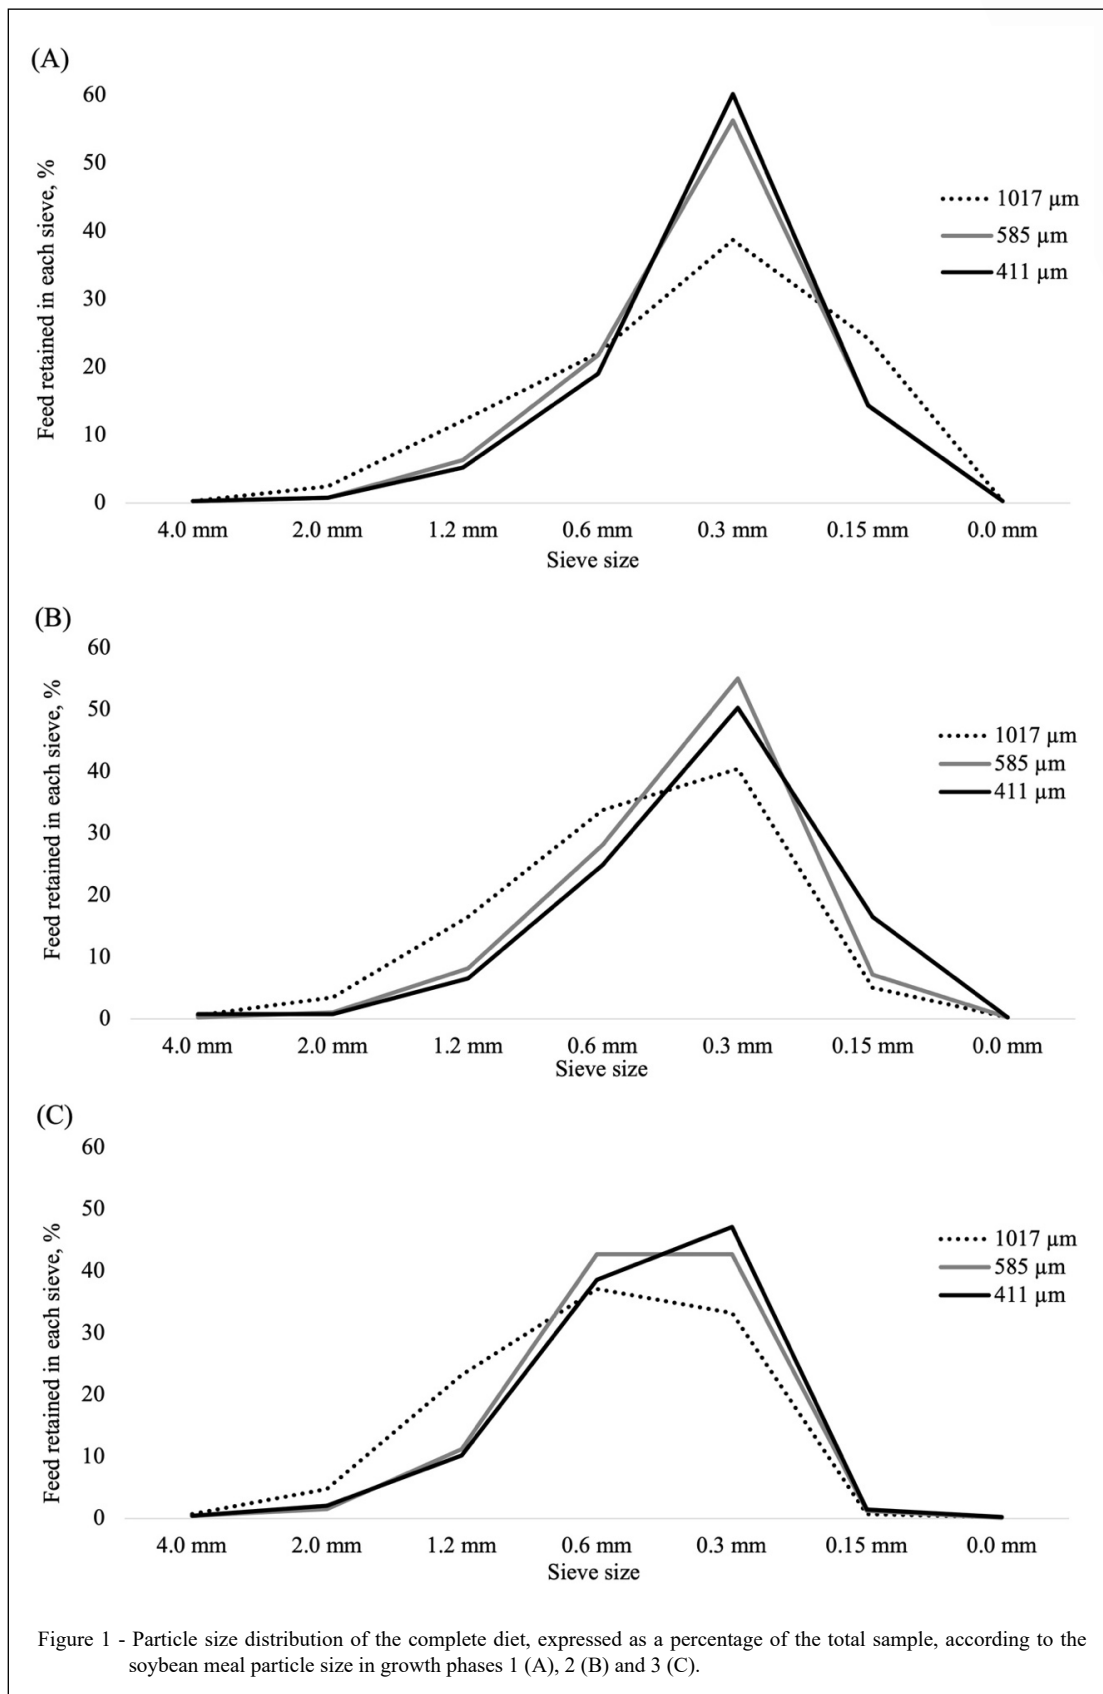 (A)
60
50
40
30
20
10
0
Feed retained in each sieve, %
1017 µm
585 µm
411 µm
4.0 mm 2.0 mm 1.2 mm 0.6 mm 0.3 mm 0.15 mm 0.0 mm
Sieve size
(B)
60
50
40
30
20
10
0
Feed retained in each sieve, %
1017 µm
585 µm
411 µm
4.0 mm 2.0 mm 1.2 mm 0.6 mm 0.3 mm 0.15 mm 0.0 mm
Sieve size
(C)
60
50
40
30
20
10
0
Feed retained in each sieve, %
1017 µm
585 µm
411 µm
4.0 mm 2.0 mm 1.2 mm 0.6 mm 0.3 mm 0.15 mm 0.0 mm
Sieve size
Figure 1 - Particle size distribution of the complete diet, expressed as a percentage of the total sample, according to the
soybean meal particle size in growth phases 1 (A), 2 (B) and 3 (C).